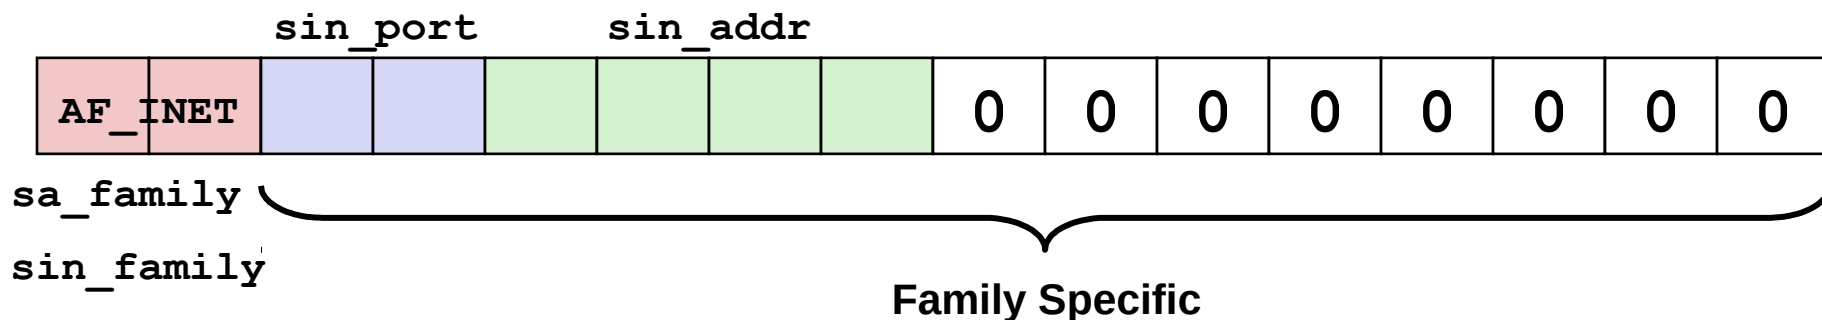 sin_port sin_addr
AF_INET 0 0 0 0 0 0 0 0
sa_family
sin_family
Family Specific